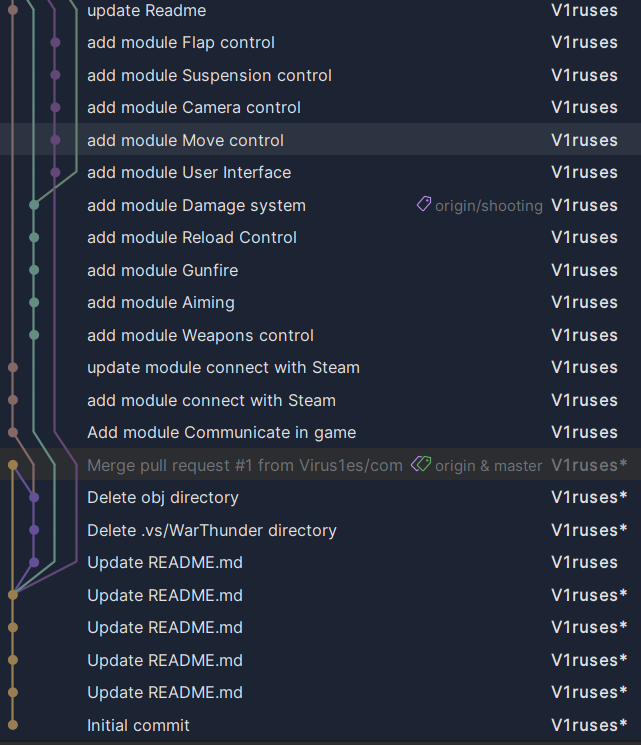 update Readme V1ruses
add module Flap control V1ruses
add module Suspension control V1ruses
add module Camera control V1ruses
add module Move control V1ruses
add module User Interface V1ruses
add module Damage system origin/shooting V1ruses
add module Reload Control V1ruses
add module Gunfire V1ruses
add module Aiming V1ruses
add module Weapons control V1ruses
update module connect with Steam V1ruses
add module connect with Steam V1ruses
Add module Communicate in game V1ruses
Merge pull request #1 from Virus1es/com origin & master V1ruses*
Delete obj directory V1ruses*
Delete .vs/WarThunder directory V1ruses*
Update README.md V1ruses
Update README.md V1ruses*
Update README.md V1ruses*
Update README.md V1ruses*
Update README.md V1ruses*
Initial commit V1ruses*